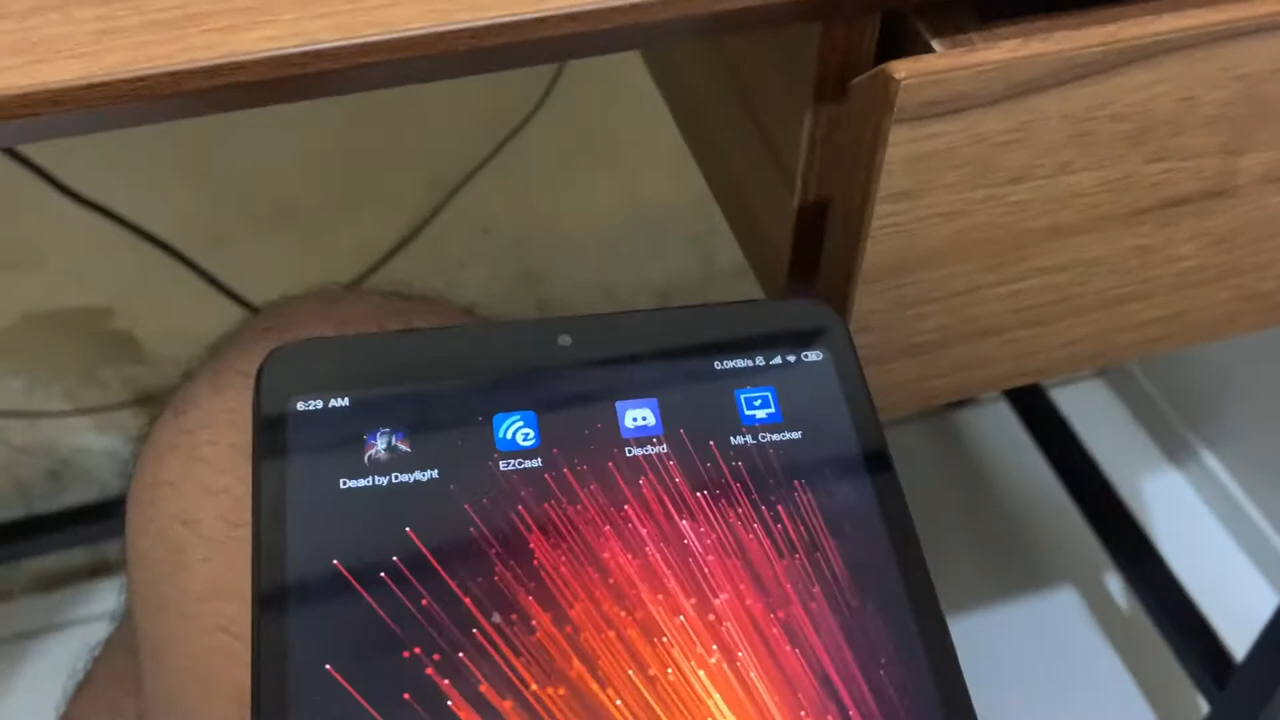 6:29 AM
0.0KB/s
Dead by Daylight
EZCast
Discord
MHL Checker